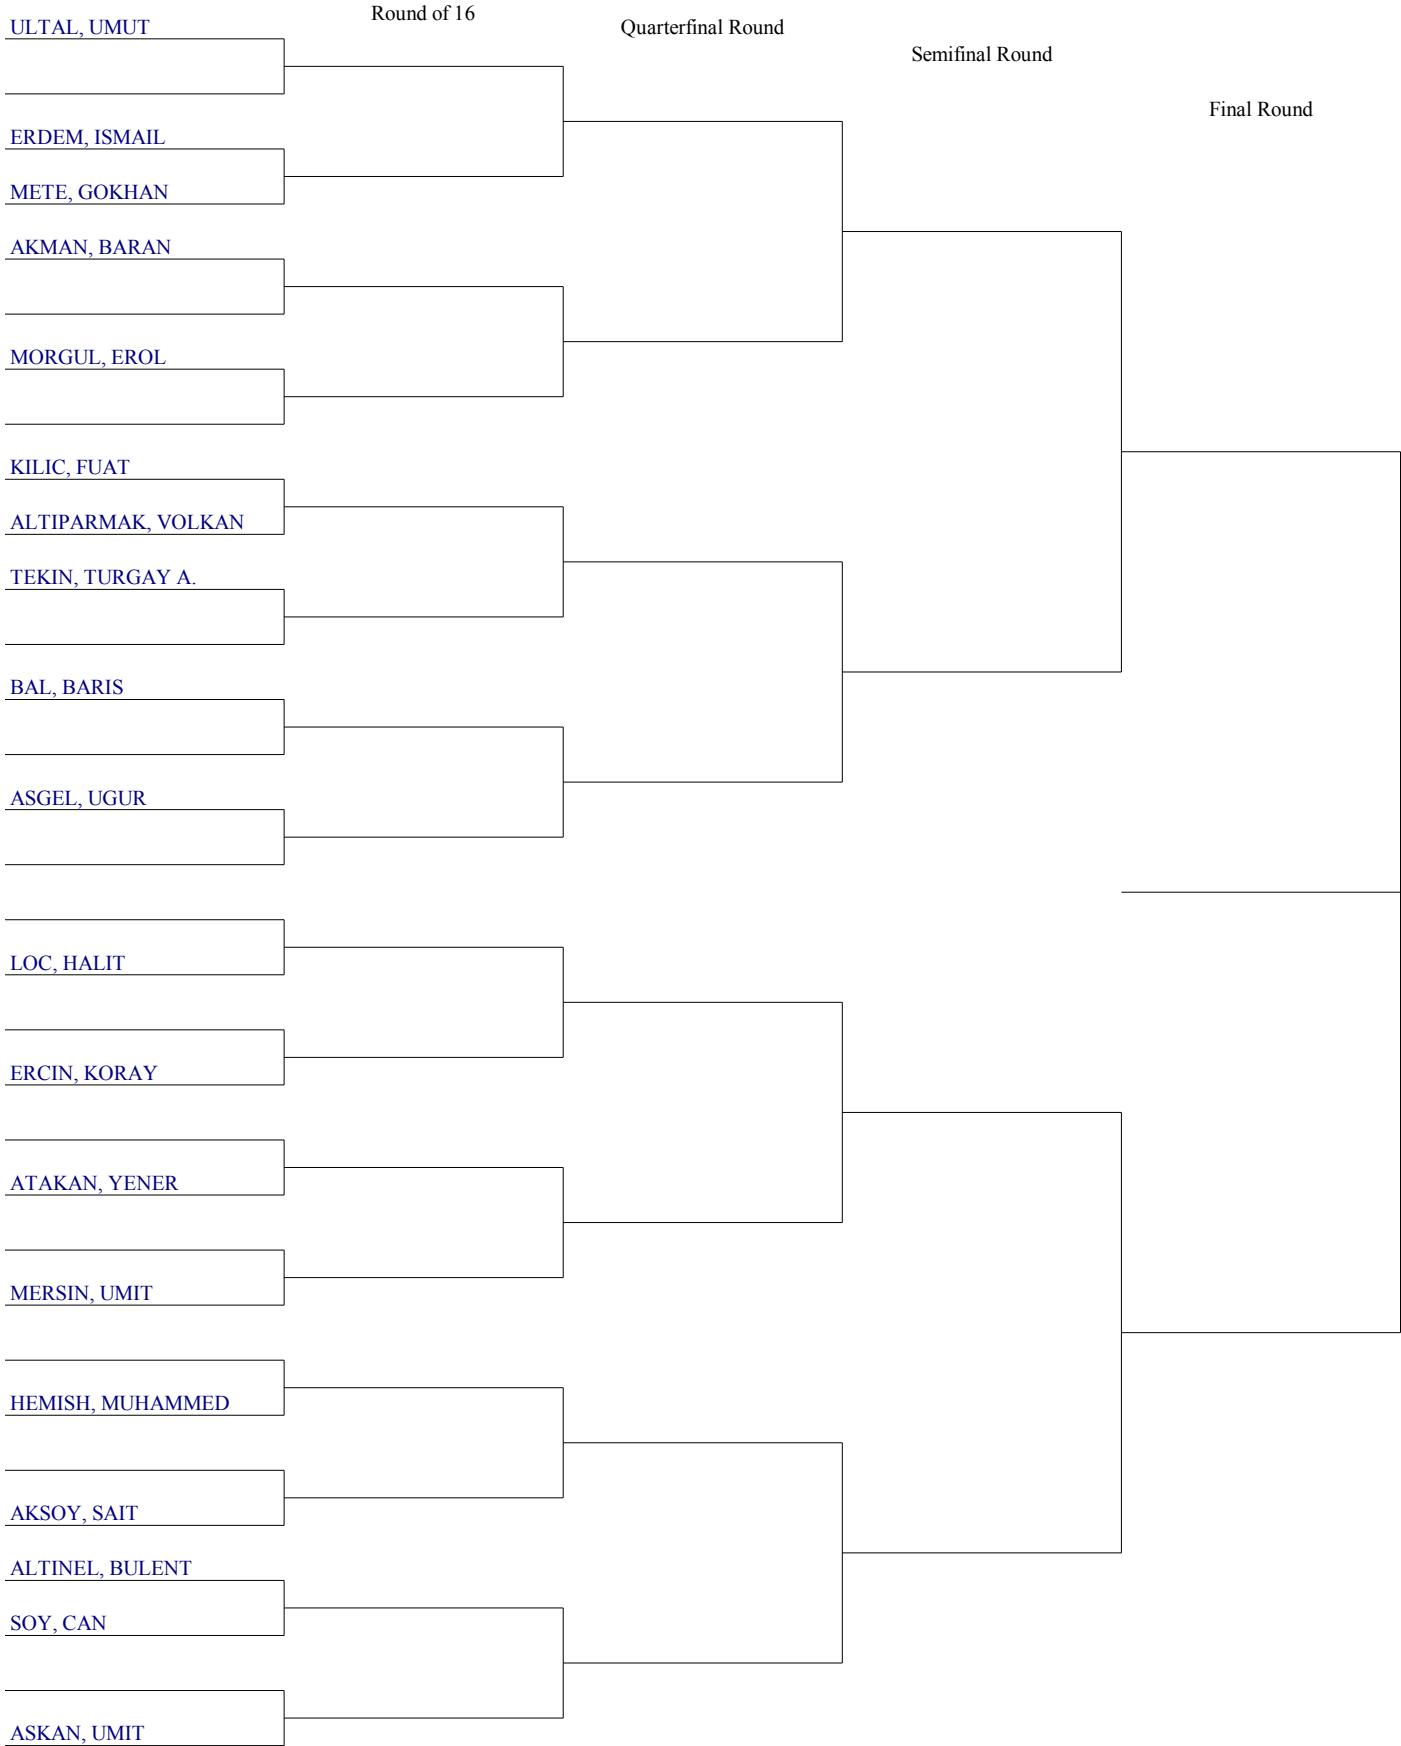 Round of 16
Quarterfinal Round
Semifinal Round
Final Round
ULTAL, UMUT
ERDEM, ISMAIL
METE, GOKHAN
AKMAN, BARAN
MORGUL, EROL
KILIC, FUAT
ALTIPARMAK, VOLKAN
TEKIN, TURGAY A.
BAL, BARIS
ASGEL, UGUR
LOC, HALIT
ERCIN, KORAY
ATAKAN, YENER
MERSIN, UMIT
HEMISH, MUHAMMED
AKSOY, SAIT
ALTINEL, BULENT
SOY, CAN
ASKAN, UMIT